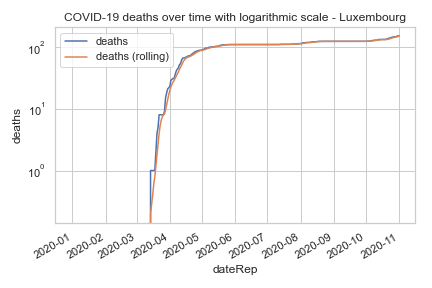 COVID-19 deaths over time with logarithmic scale - Luxembourg
deaths
deaths (rolling)
10²
10¹
10⁰
deaths
2020-01
2020-02
2020-03
2020-04
2020-05
2020-06
2020-07
2020-08
2020-09
2020-10
2020-11
dateRep